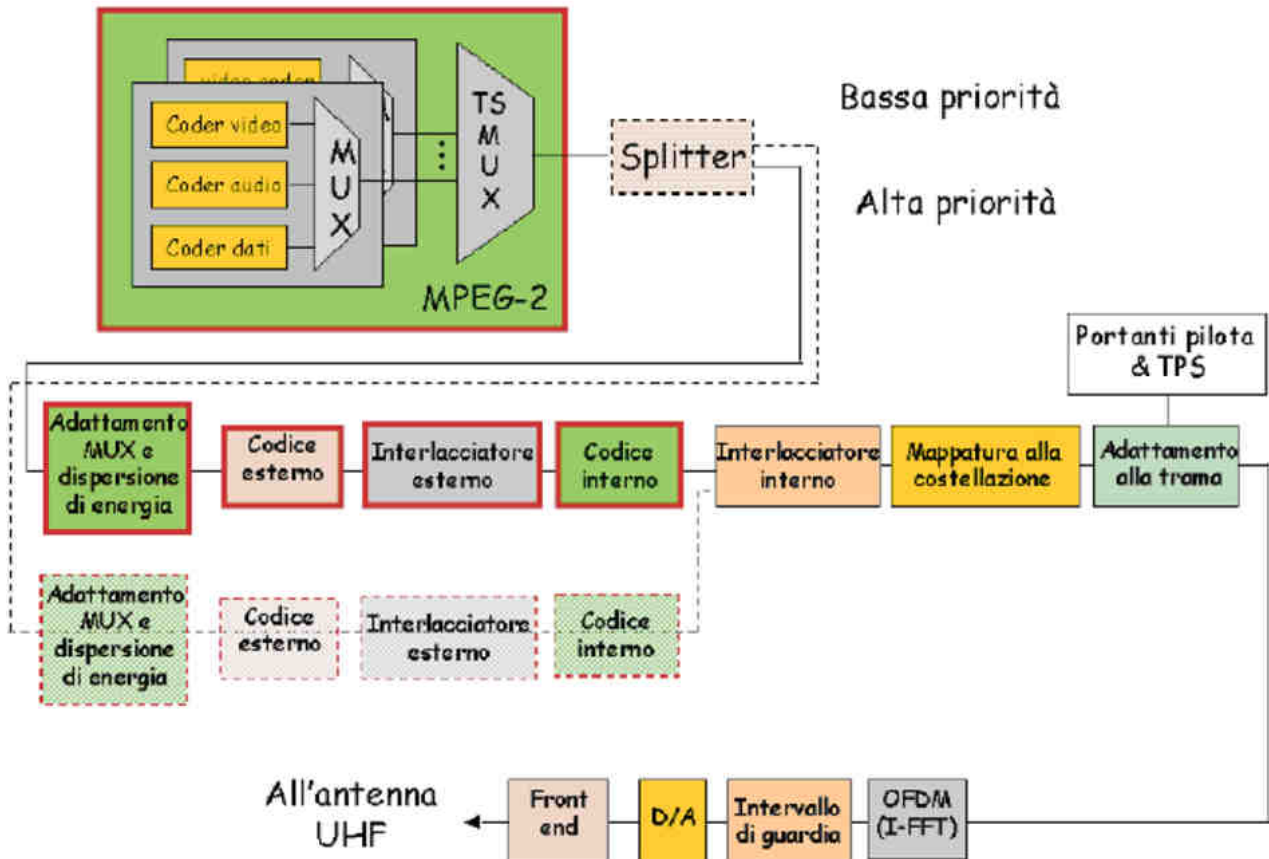 video coder
Coder video
Coder audio
Coder dati
MUX
TS MUX
MPEG-2
Splitter
Bassa priorità
Alta priorità
Portanti pilota
& TPS
Adattamento
MUX e
dispersione
di energia
Codice
esterno
Interlacciatore
esterno
Codice
interno
Interlacciatore
interno
Mappatura alla
costellazione
Adattamento
alla trama
Adattamento
MUX e
dispersione
di energia
Codice
esterno
Interlacciatore
esterno
Codice
interno
All'antenna
UHF
Front
end
D/A
Intervallo
di guardia
OFDM
(I-FFT)